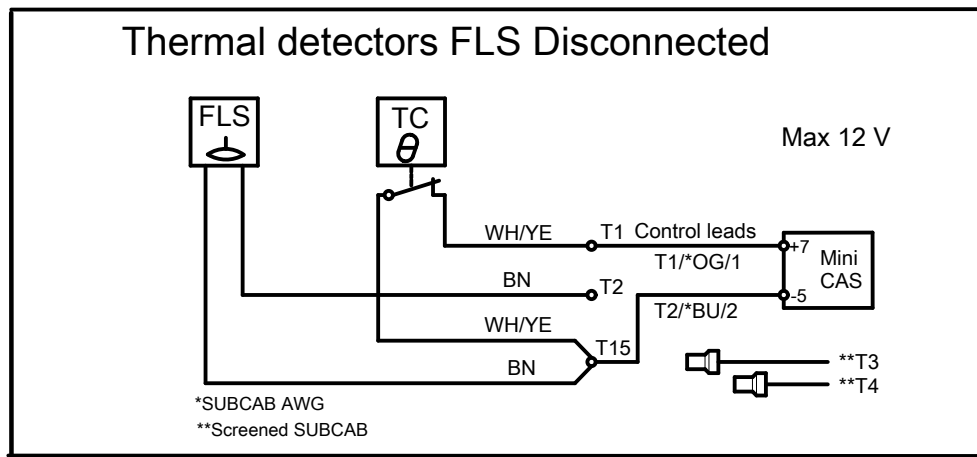 Thermal detectors FLS Disconnected
FLS
TC
θ
Max 12 V
WH/YE
T1
Control leads
+7
T1/*OG/1
Mini
CAS
BN
T2
-5
T2/*BU/2
WH/YE
T15
BN
**T3
**T4
*SUBCAB AWG
**Screened SUBCAB